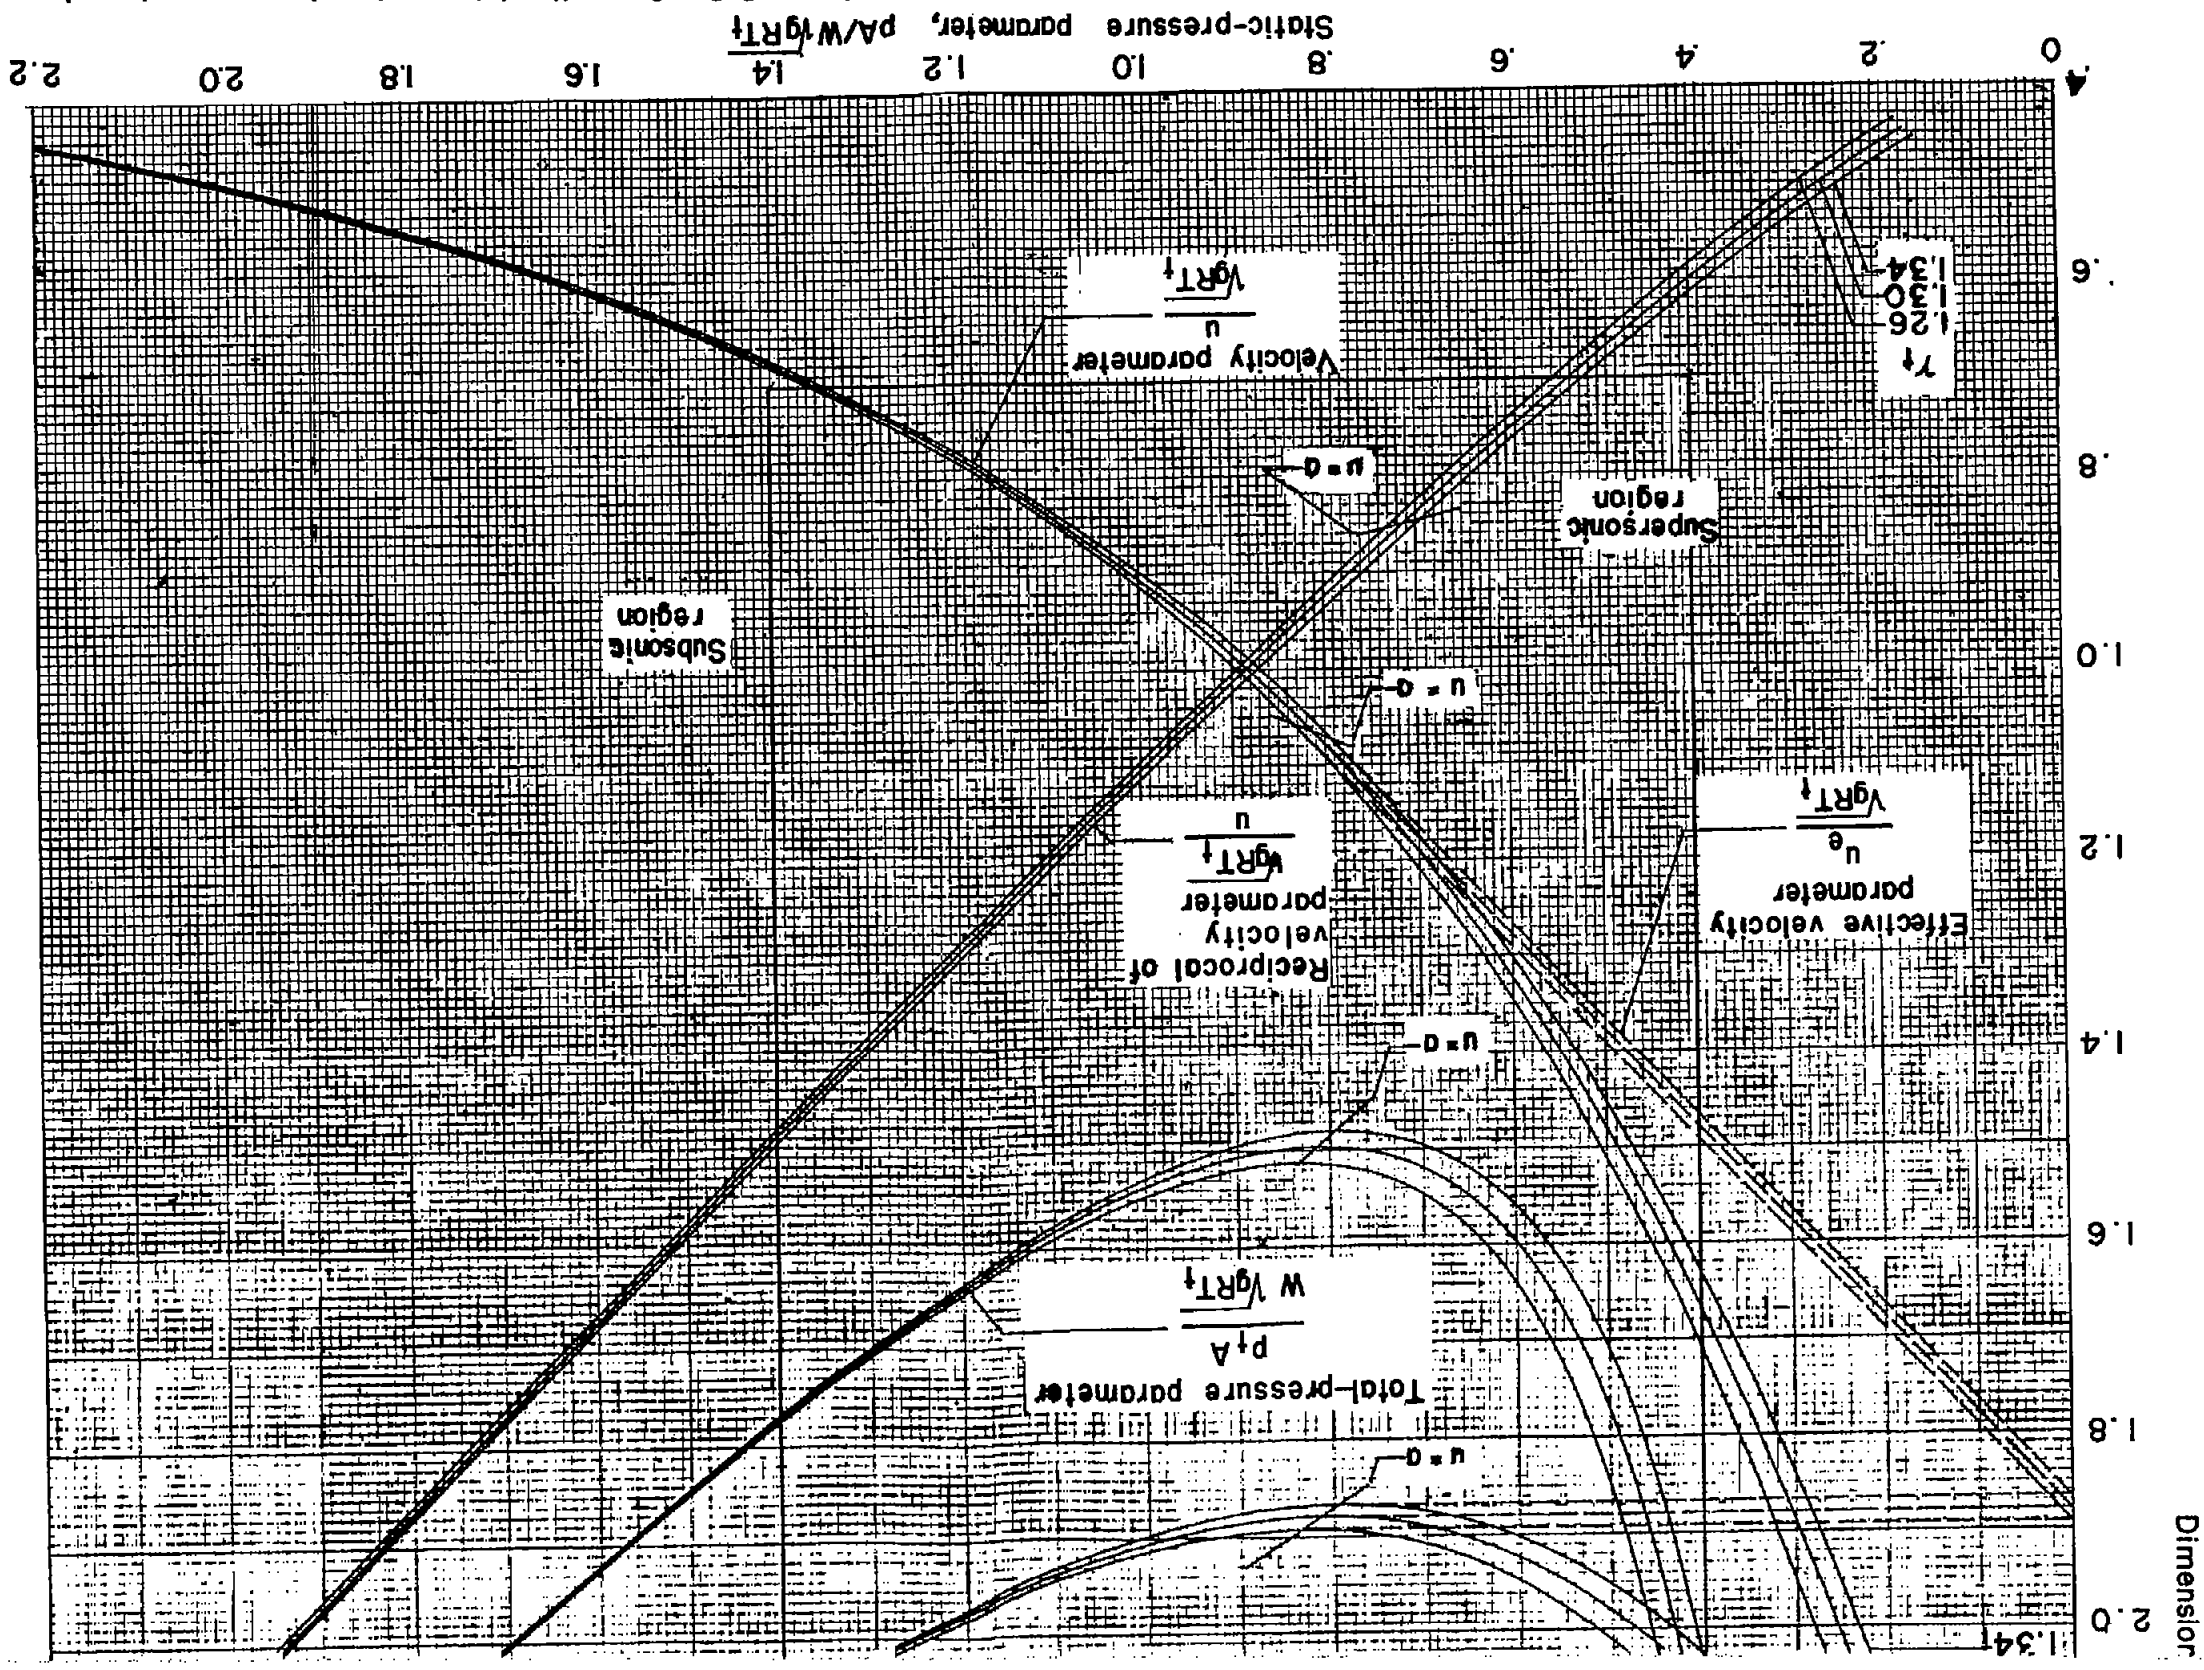 Dimension
2.0
1.8
1.6
1.4
1.2
1.0
.8
.6
.4
1.34
u = a
Total-pressure parameter
p_t A
W √gRT_t
u = a
Effective velocity
parameter
u_e
√gRT_t
Reciprocal of
velocity
parameter
√gRT_t
u
u = a
Subsonic
region
Supersonic
region
u = a
Velocity parameter
u
√gRT_t
γ_t
1.26
1.30
1.34
0
.2
.4
.6
.8
1.0
1.2
1.4
1.6
1.8
2.0
2.2
Static-pressure parameter, pA/W√gRT_t